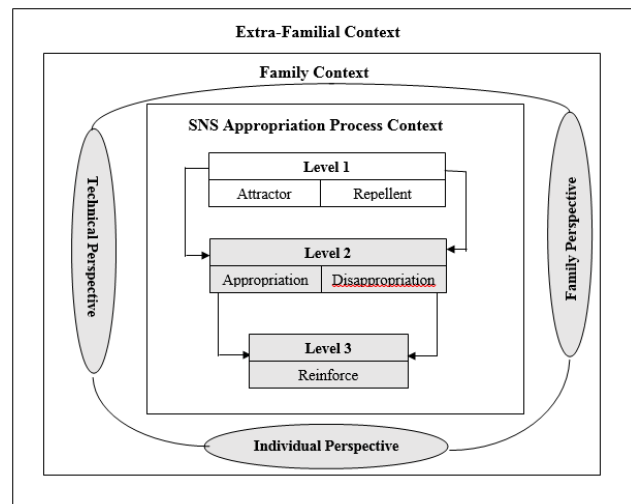 Extra-Familial Context
Family Context
SNS Appropriation Process Context
Level 1
Attractor
Repellent
Technical Perspective
Family Perspective
Level 2
Appropriation
Disappropriation
Level 3
Reinforce
Individual Perspective